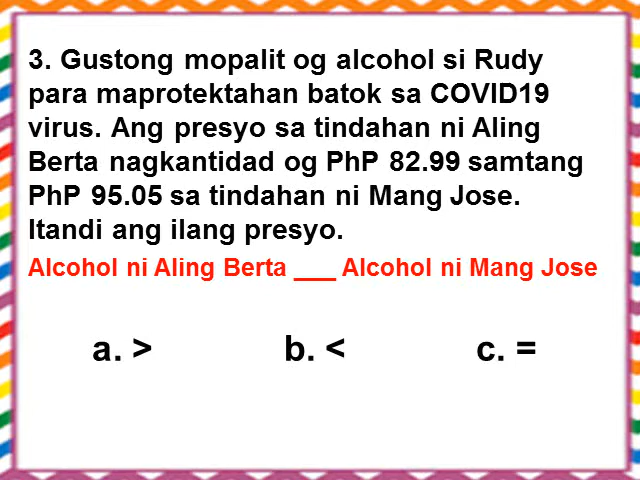 3. Gustong mopalit og alcohol si Rudy
para maprotektahan batok sa COVID19
virus. Ang presyo sa tindahan ni Aling
Berta nagkantidad og PhP 82.99 samtang
PhP 95.05 sa tindahan ni Mang Jose.
Itandi ang ilang presyo.
Alcohol ni Aling Berta ___ Alcohol ni Mang Jose
a. > b. < c. =